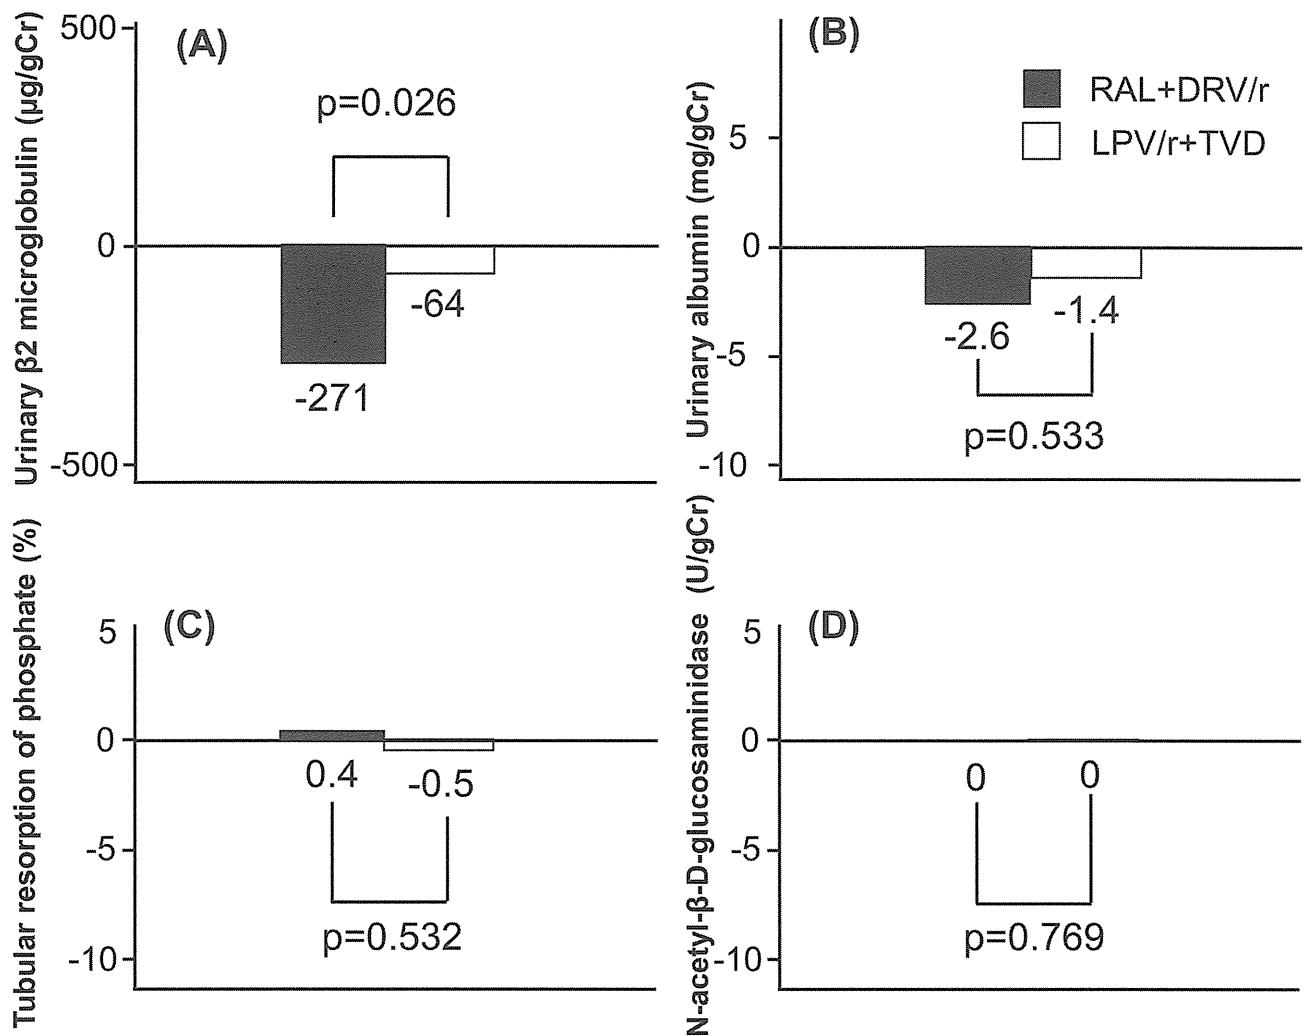 (A)
Urinary β2 microglobulin (μg/gCr)
500
0
-500
p=0.026
-271
-64
(B)
Urinary albumin (mg/gCr)
5
0
-5
-10
RAL+DRV/r
LPV/r+TVD
-2.6
-1.4
p=0.533
(C)
Tubular resorption of phosphate (%)
5
0
-5
-10
0.4
-0.5
p=0.532
(D)
N-acetyl-β-D-glucosaminidase (U/gCr)
5
0
-5
-10
0
0
p=0.769